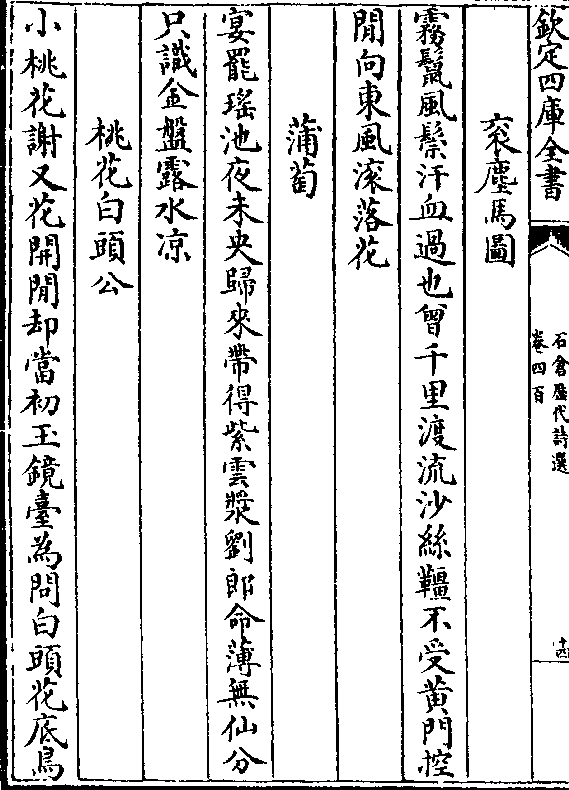 欽定四庫全書
石倉歴代詩選
卷四百
十四
衮塵馬圖
霧鬛風鬃汗血過也曾千里渡流沙絲韁不受黄門控
閒向東風滚落花
蒲萄
宴罷瑤池夜未央歸來帶得紫雲漿劉郎命薄無仙分
只識金盤露水凉
桃花白頭公
小桃花謝又花開閒却當初玉鏡臺為問白頭花底鳥